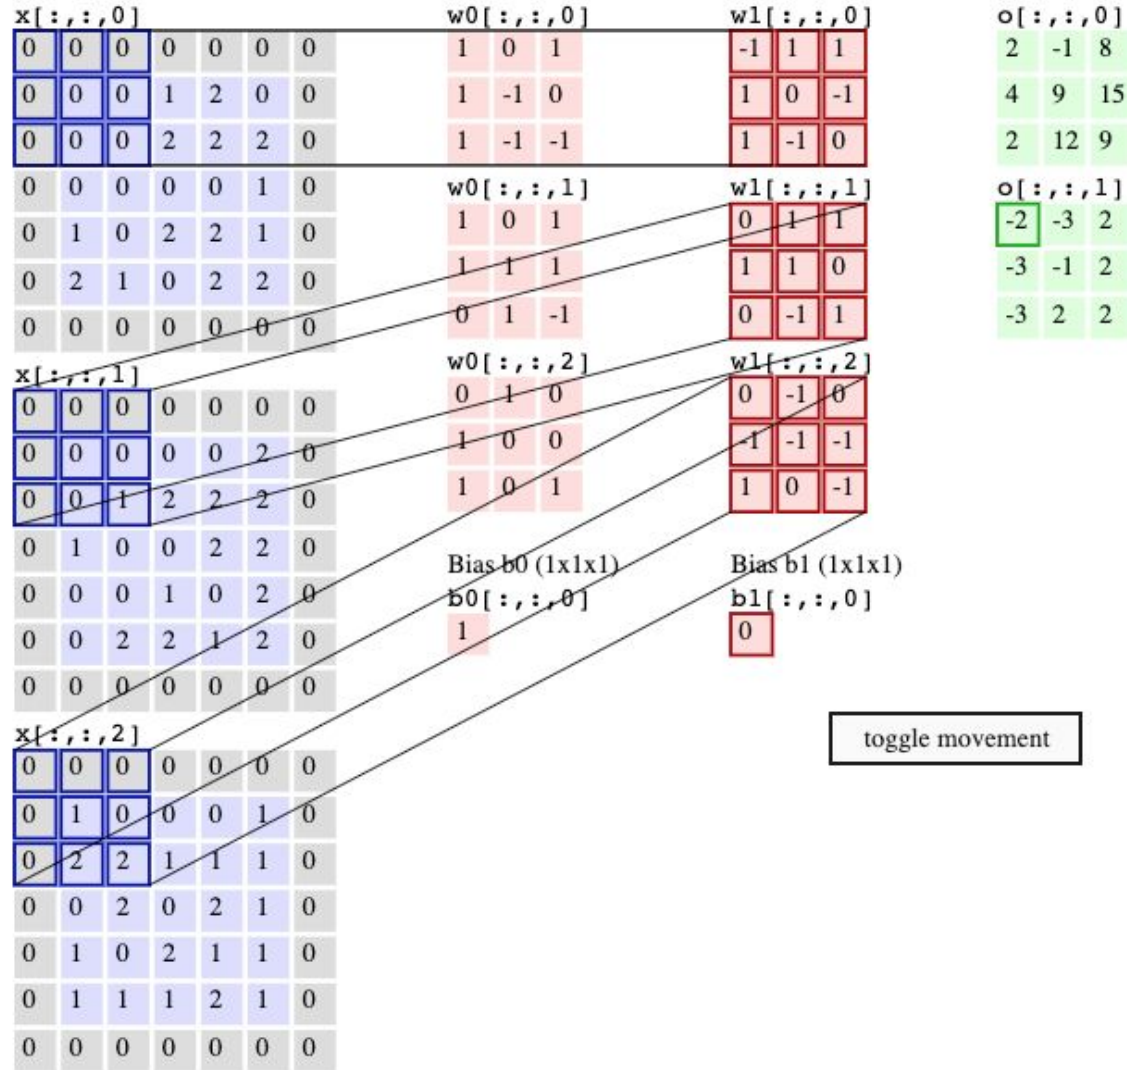 x[:,:,0]
0 0 0 0 0 0 0
0 0 0 1 2 0 0
0 0 0 2 2 2 0
0 0 0 0 0 1 0
0 1 0 2 2 1 0
0 2 1 0 2 2 0
0 0 0 0 0 0 0
x[:,:,1]
0 0 0 0 0 0 0
0 0 0 0 0 2 0
0 0 1 2 2 2 0
0 1 0 0 2 2 0
0 0 0 1 0 2 0
0 0 2 2 1 2 0
0 0 0 0 0 0 0
x[:,:,2]
0 0 0 0 0 0 0
0 1 0 0 0 1 0
0 2 2 1 1 1 0
0 0 2 0 2 1 0
0 1 0 2 1 1 0
0 1 1 1 2 1 0
0 0 0 0 0 0 0
w0[:,:,0]
1 0 1
1 -1 0
1 -1 -1
w0[:,:,1]
1 0 1
1 1 1
0 1 -1
w0[:,:,2]
0 1 0
1 0 0
1 0 1
Bias b0 (1x1x1)
b0[:,:,0]
1
w1[:,:,0]
-1 1 1
1 0 -1
1 -1 0
w1[:,:,1]
0 1 1
1 1 0
0 -1 1
w1[:,:,2]
0 -1 0
-1 -1 -1
1 0 -1
Bias b1 (1x1x1)
b1[:,:,0]
0
o[:,:,0]
2 -1 8
4 9 15
2 12 9
o[:,:,1]
-2 -3 2
-3 -1 2
-3 2 2
toggle movement